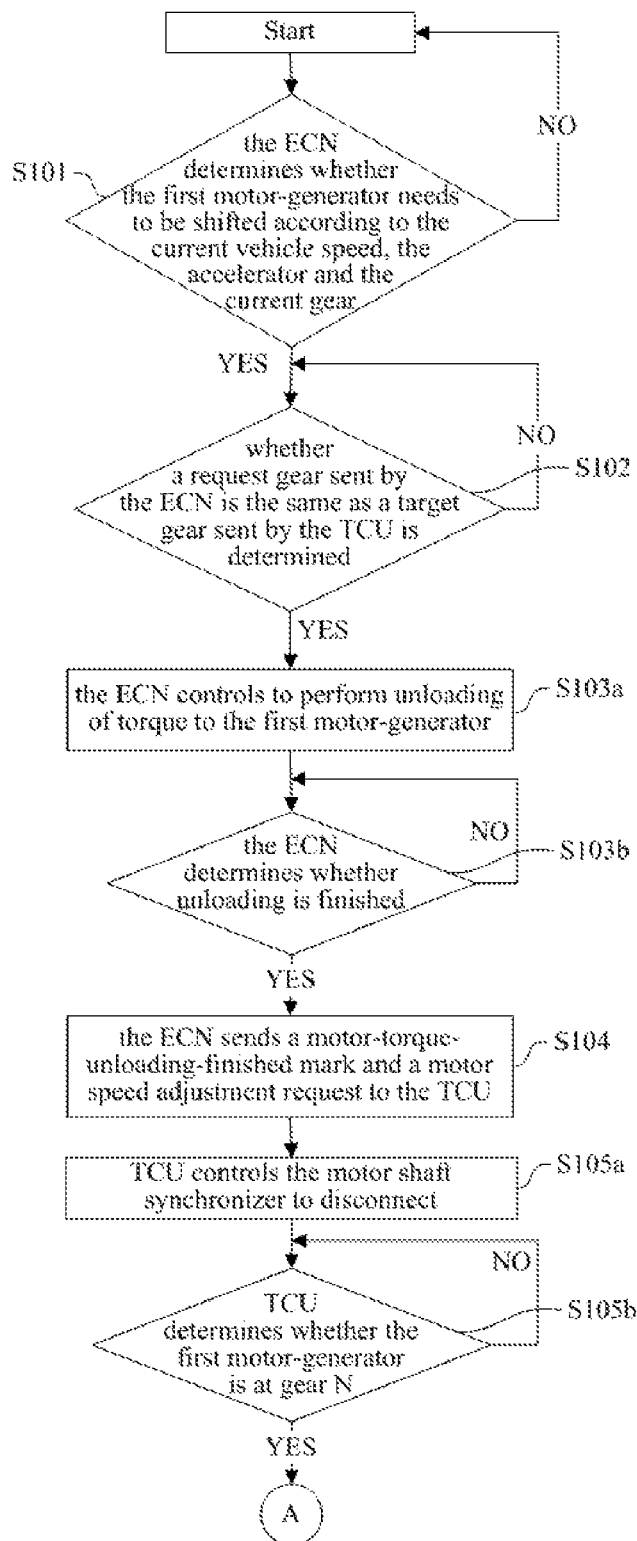 Start
NO
the ECN
determines whether
S101
the first motor-generator needs
to be shifted according to the
current vehicle speed, the
accelerator and the
current gear
YES
NO
whether
S102
a request gear sent by
the ECN is the same as a target
gear sent by the TCU is
determined
YES
the ECN controls to perform unloading
of torque to the first motor-generator
S103a
NO
the ECN
determines whether
unloading is finished
S103b
YES
the ECN sends a motor-torque-
unloading-finished mark and a motor
speed adjustment request to the TCU
S104
TCU controls the motor shaft
synchronizer to disconnect
S105a
NO
TCU
S105b
determines whether the
first motor-generator
is at gear N
YES
A